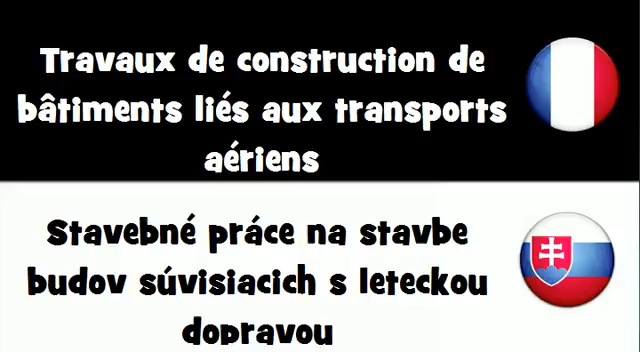 Travaux de construction de
bâtiments liés aux transports
aériens
Stavebné práce na stavbe
budov súvisiacich s leteckou
dopravou